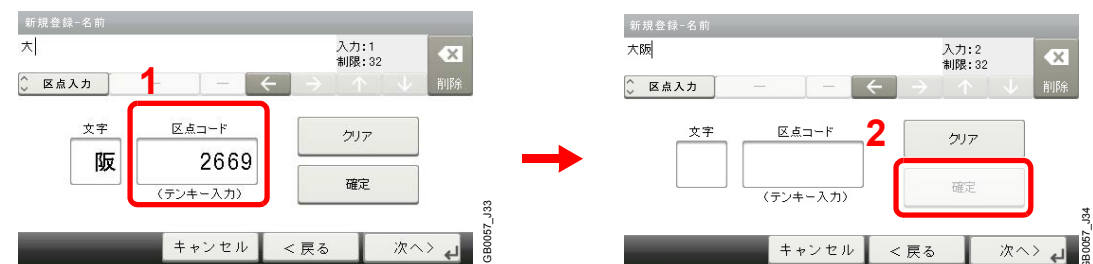 新規登録-名前
大
入力:1
制限:32
区点入力
削除
1
文字
区点コード
阪
2669
(テンキー入力)
クリア
確定
キャンセル
<戻る
次へ>
GB0057_J33
新規登録-名前
大阪
入力:2
制限:32
区点入力
削除
文字
区点コード
2
(テンキー入力)
クリア
確定
キャンセル
<戻る
次へ>
GB0057_J34